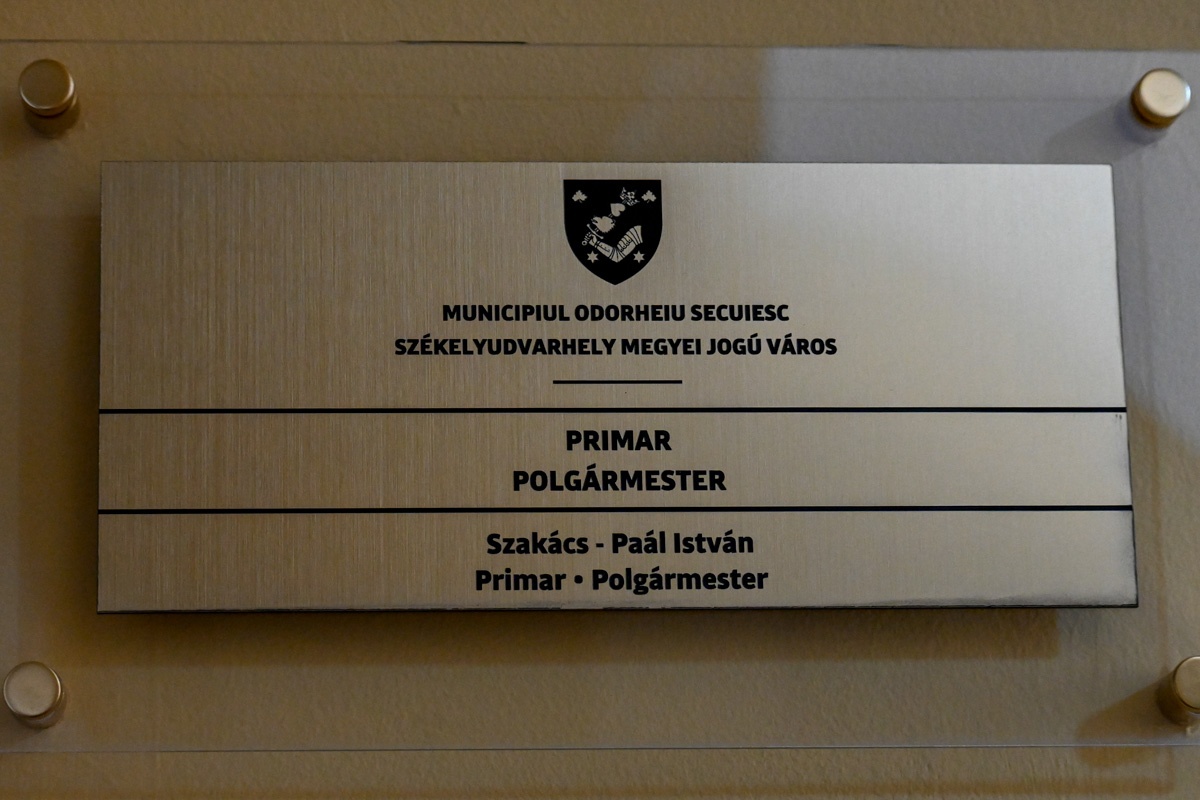 MUNICIPIUL ODORHEIU SECUIESC
SZÉKELYUDVARHELY MEGYEI JOGÚ VÁROS
PRIMAR
POLGÁRMESTER
Szakács - Paál István
Primar • Polgármester